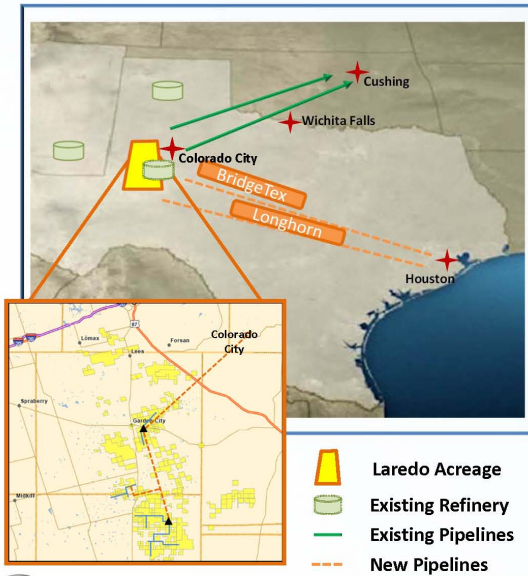 Cushing
Wichita Falls
Colorado City
BridgeTex
Longhorn
Houston
Colorado
City
87
Lomax
Lees
Forsan
Spraberry
Garden City
Midkiff
Laredo Acreage
Existing Refinery
Existing Pipelines
New Pipelines